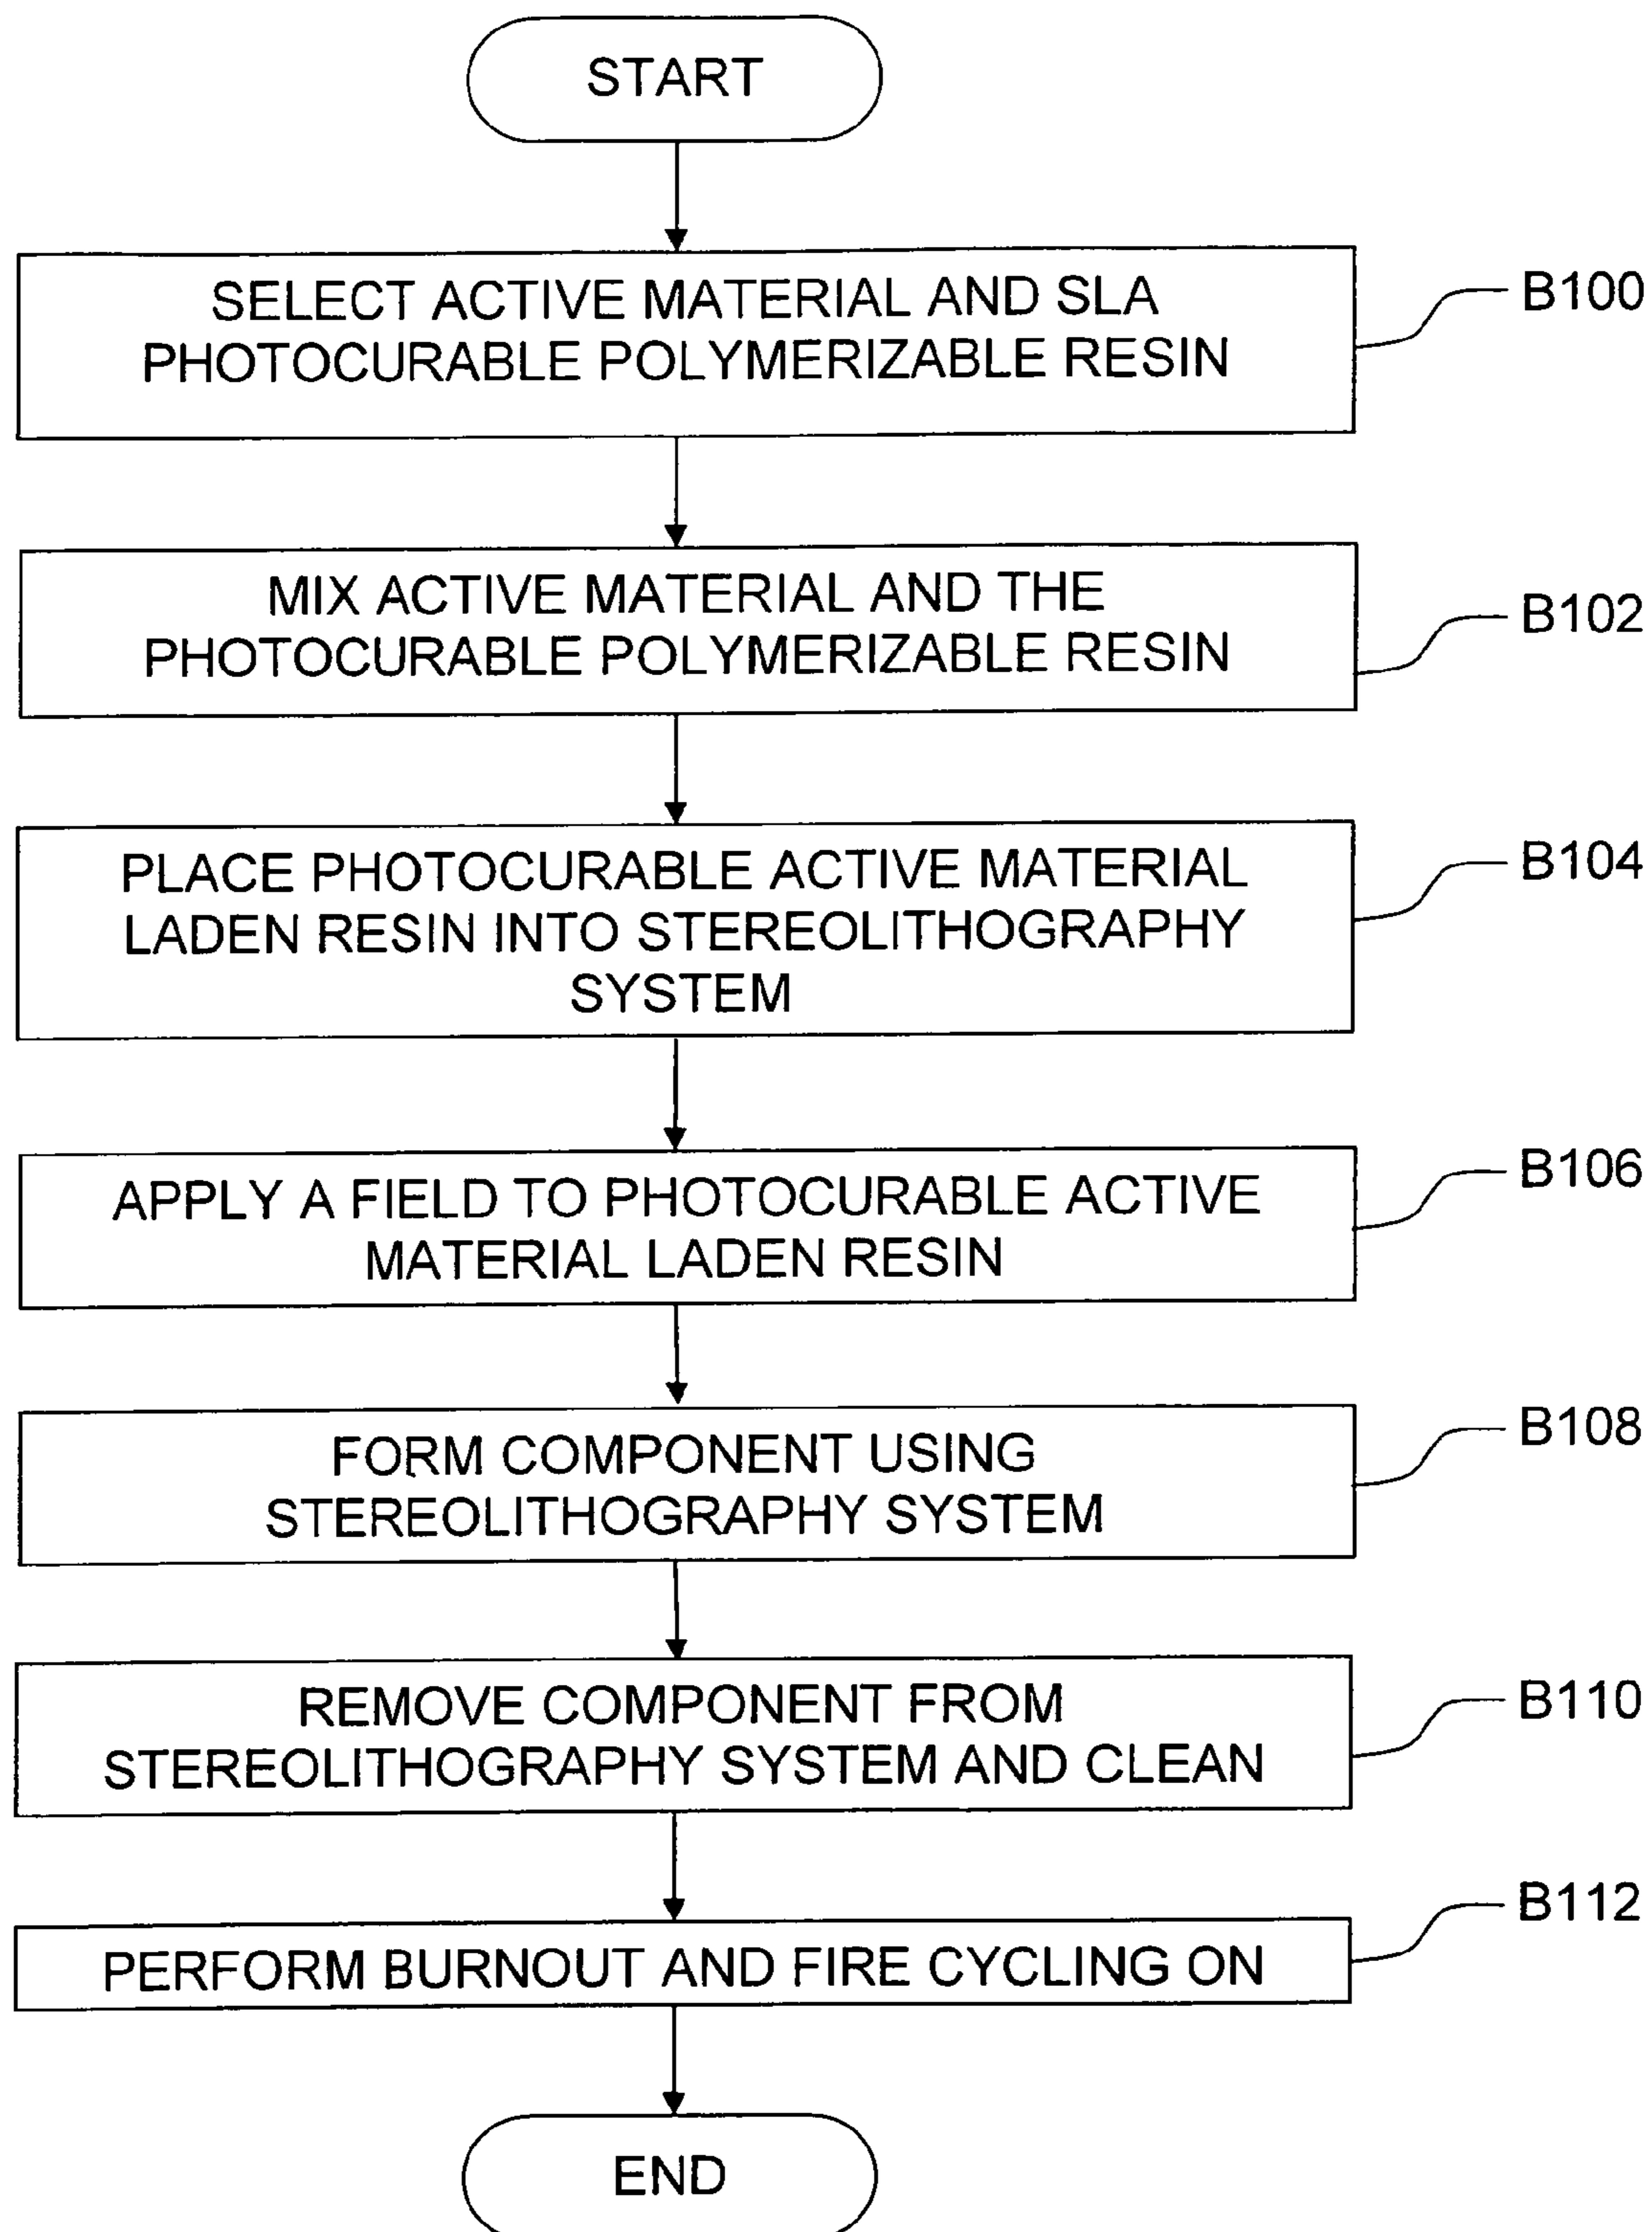 START
SELECT ACTIVE MATERIAL AND SLA
PHOTOCURABLE POLYMERIZABLE RESIN
B100
MIX ACTIVE MATERIAL AND THE
PHOTOCURABLE POLYMERIZABLE RESIN
B102
PLACE PHOTOCURABLE ACTIVE MATERIAL
LADEN RESIN INTO STEREOLITHOGRAPHY
SYSTEM
B104
APPLY A FIELD TO PHOTOCURABLE ACTIVE
MATERIAL LADEN RESIN
B106
FORM COMPONENT USING
STEREOLITHOGRAPHY SYSTEM
B108
REMOVE COMPONENT FROM
STEREOLITHOGRAPHY SYSTEM AND CLEAN
B110
PERFORM BURNOUT AND FIRE CYCLING ON
B112
END